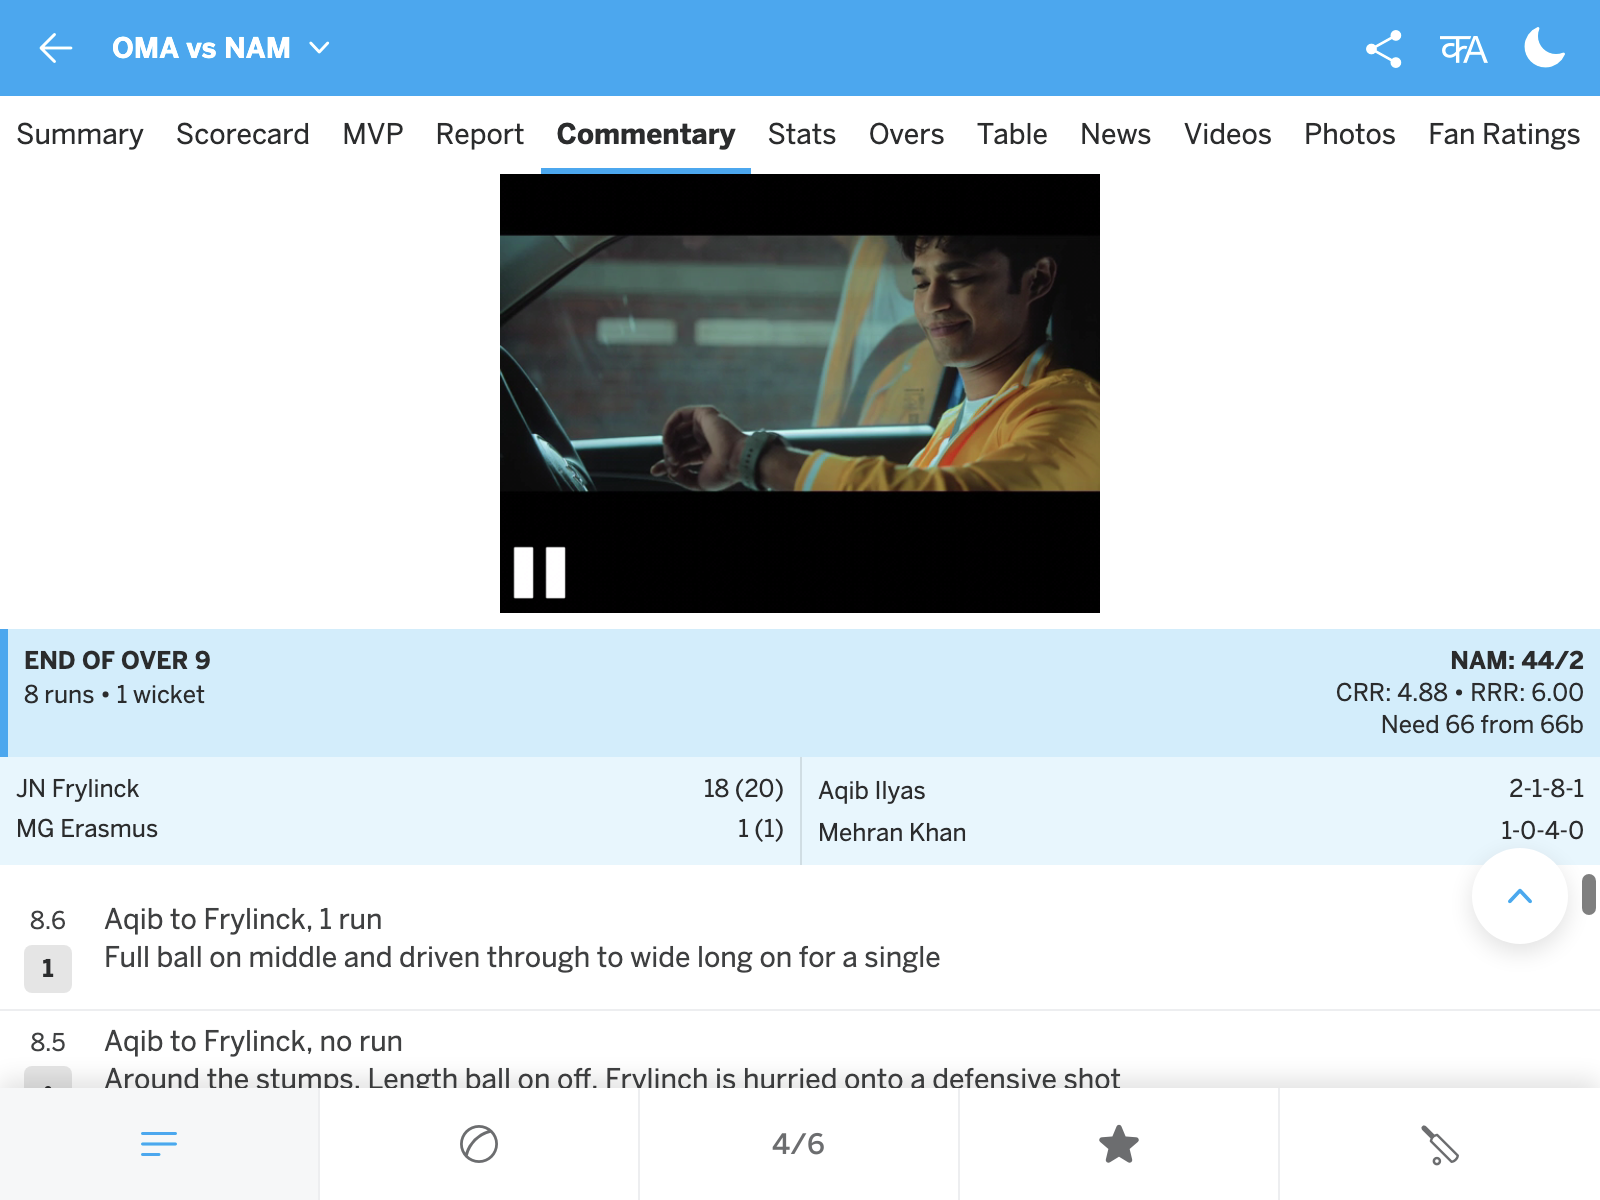 OMA vs NAM
क A
Summary Scorecard MVP Report Commentary Stats Overs Table News Videos Photos Fan Ratings
END OF OVER 9
8 runs • 1 wicket
NAM: 44/2
CRR: 4.88 • RRR: 6.00
Need 66 from 66b
JN Frylinck 18 (20)
MG Erasmus 1 (1)
Aqib Ilyas 2-1-8-1
Mehran Khan 1-0-4-0
8.6 Aqib to Frylinck, 1 run
1 Full ball on middle and driven through to wide long on for a single
8.5 Aqib to Frylinck, no run
Around the stumps. Length ball on off. Frylinch is hurried onto a defensive shot
4/6